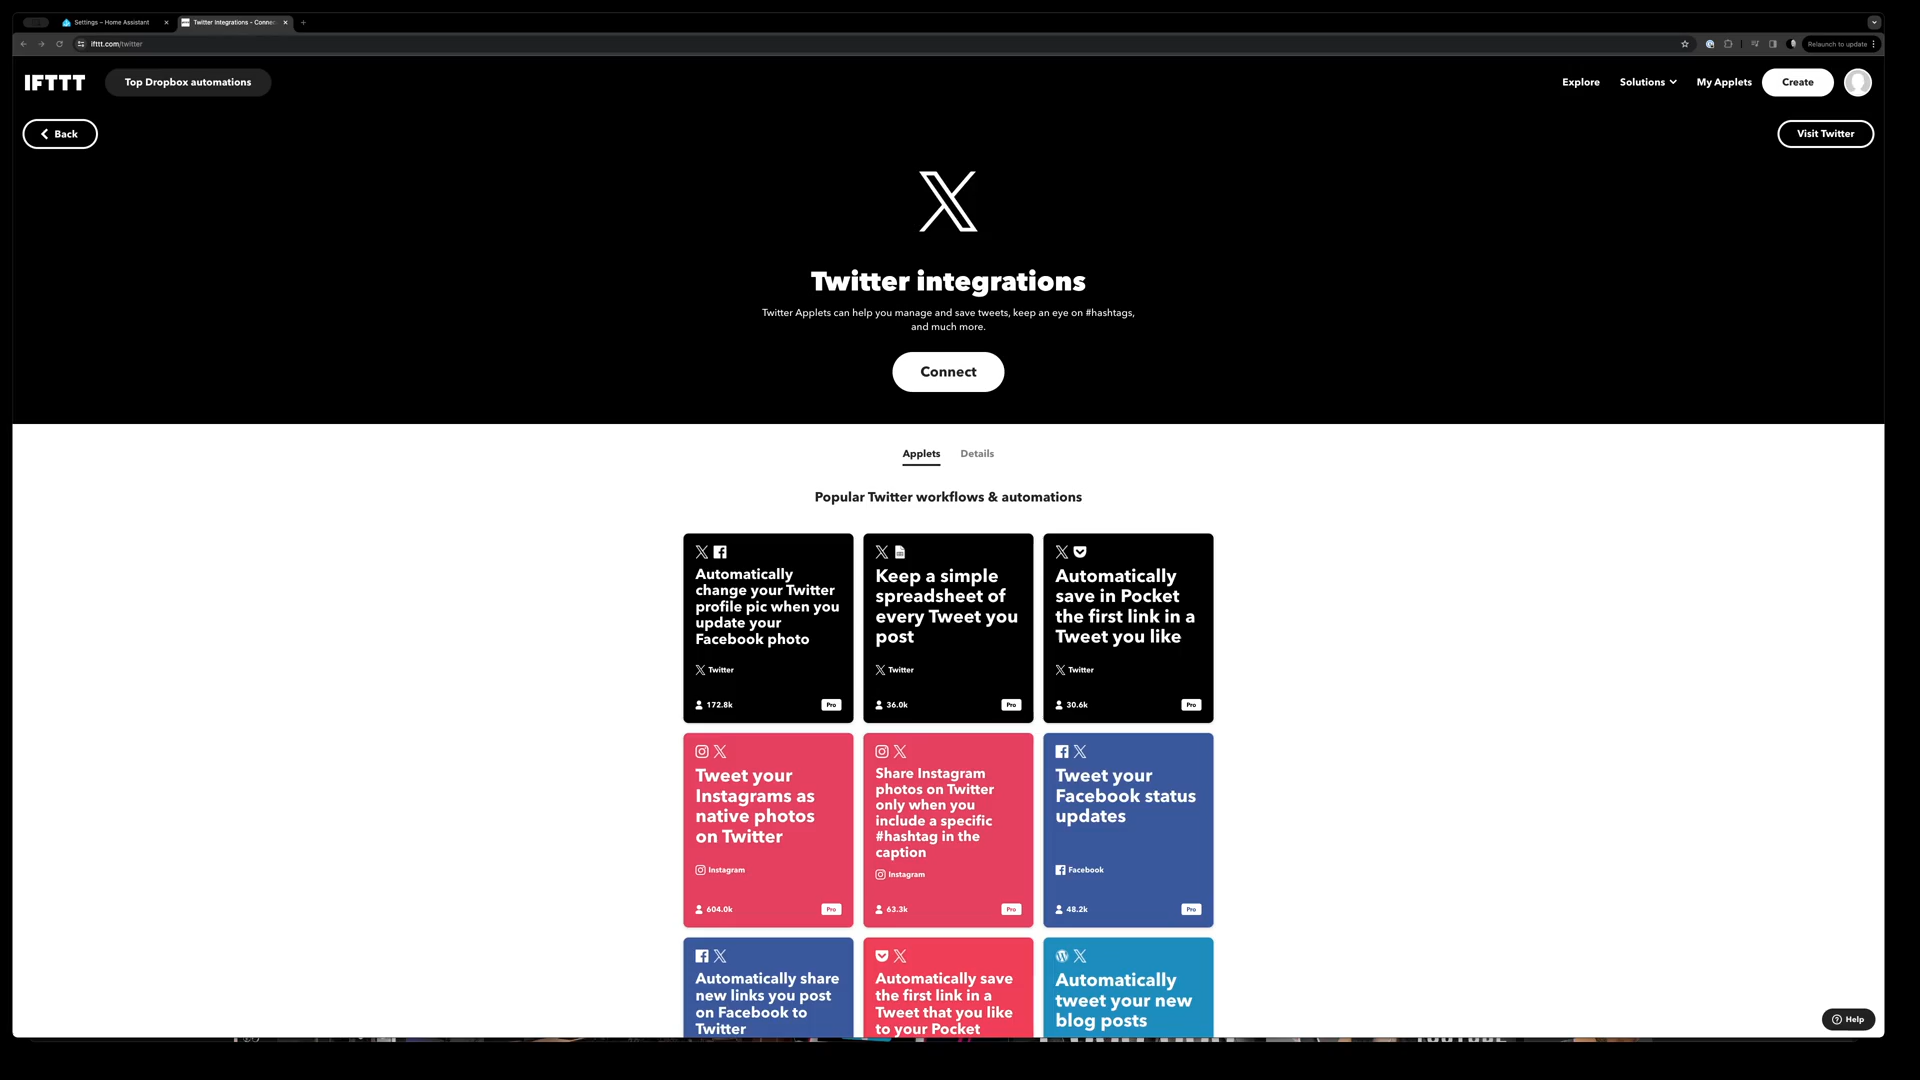 Settings – Home Assistant
Twitter Integrations - Connec
ifttt.com/twitter
Relaunch to update
IFTTT
Top Dropbox automations
Explore
Solutions
My Applets
Create
Back
Visit Twitter
Twitter integrations
Twitter Applets can help you manage and save tweets, keep an eye on #hashtags,
and much more.
Connect
Applets
Details
Popular Twitter workflows & automations
Automatically
change your Twitter
profile pic when you
update your
Facebook photo
Twitter
172.8k
Pro
Keep a simple
spreadsheet of
every Tweet you
post
Twitter
36.0k
Pro
Automatically
save in Pocket
the first link in a
Tweet you like
Twitter
30.6k
Pro
Tweet your
Instagrams as
native photos
on Twitter
Instagram
604.0k
Pro
Share Instagram
photos on Twitter
only when you
include a specific
#hashtag in the
caption
Instagram
63.3k
Pro
Tweet your
Facebook status
updates
Facebook
48.2k
Pro
Automatically share
new links you post
on Facebook to
Twitter
Automatically save
the first link in a
Tweet that you like
to your Pocket
Automatically
tweet your new
blog posts
Help